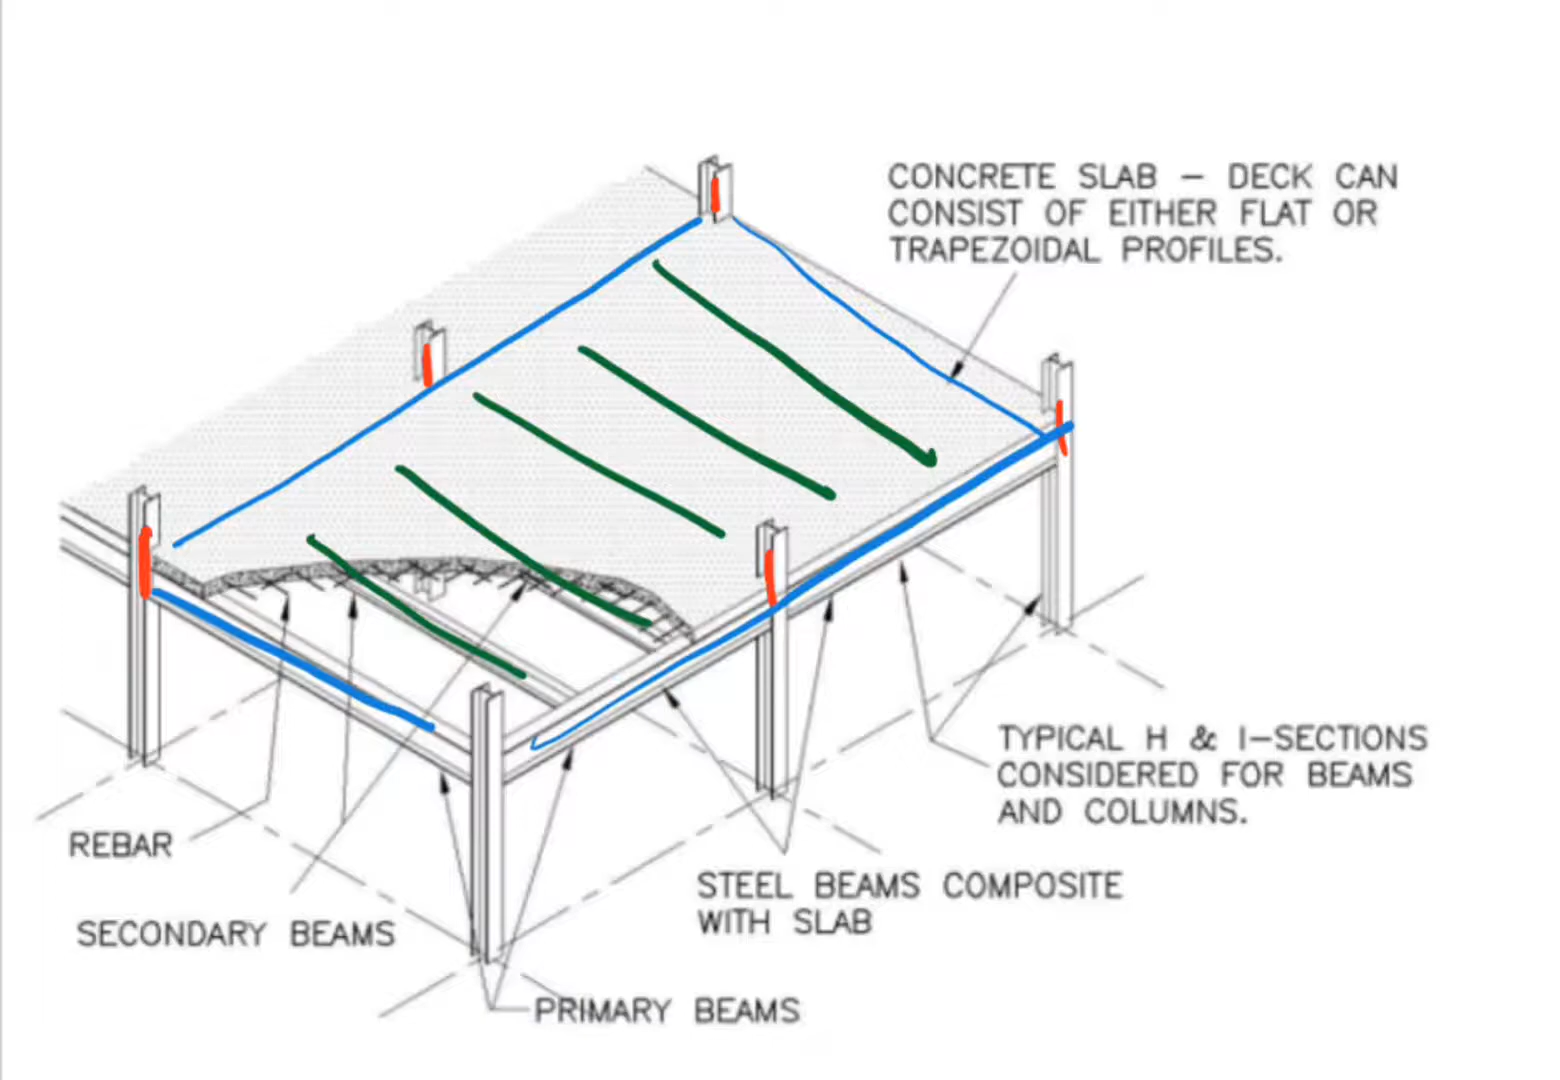 CONCRETE SLAB – DECK CAN
CONSIST OF EITHER FLAT OR
TRAPEZOIDAL PROFILES.
TYPICAL H & I-SECTIONS
CONSIDERED FOR BEAMS
AND COLUMNS.
REBAR
STEEL BEAMS COMPOSITE
WITH SLAB
SECONDARY BEAMS
PRIMARY BEAMS